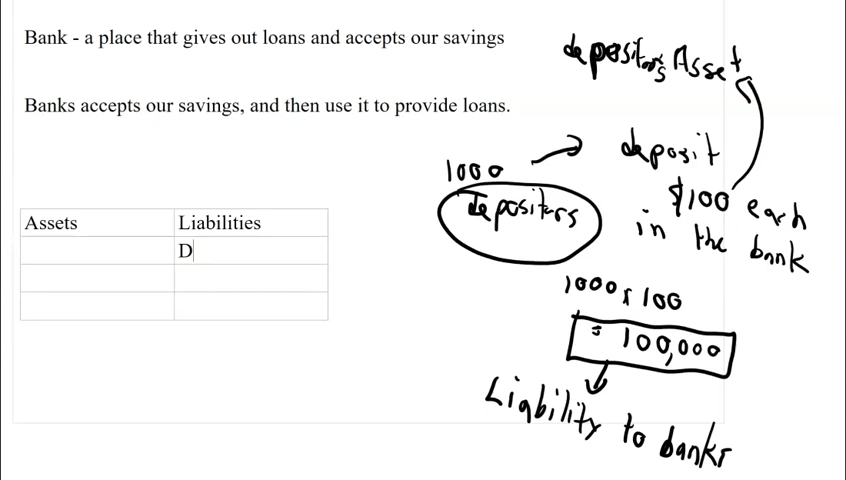 Bank - a place that gives out loans and accepts our savings
Banks accepts our savings, and then use it to provide loans.
Assets Liabilities
D
depositors Asset
1000 deposit
depositers $100 each
in the bank
1000 x 100
= 100,000
Liability to banks